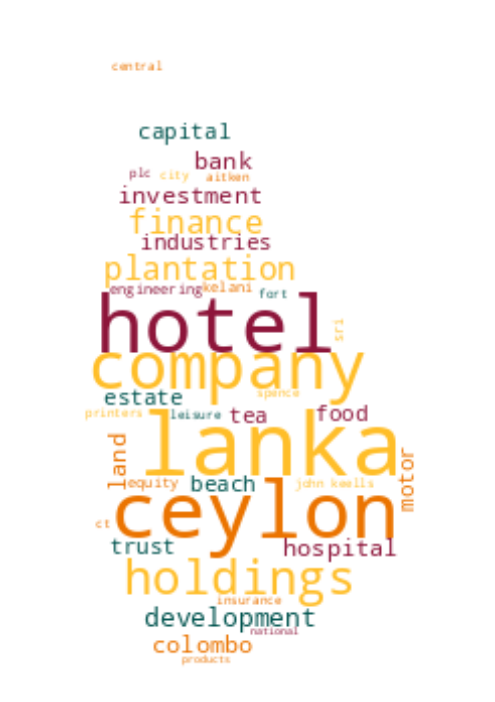 central
capital
bank
plc city aitken
investment
finance
industries
plantation
engineering kelani fort
hotel
sri
company
estate spence
printers leisure tea food
lanka
land
equity beach john keells
motor
ceylon
ct
trust hospital
holdings
insurance
development
national
colombo
products